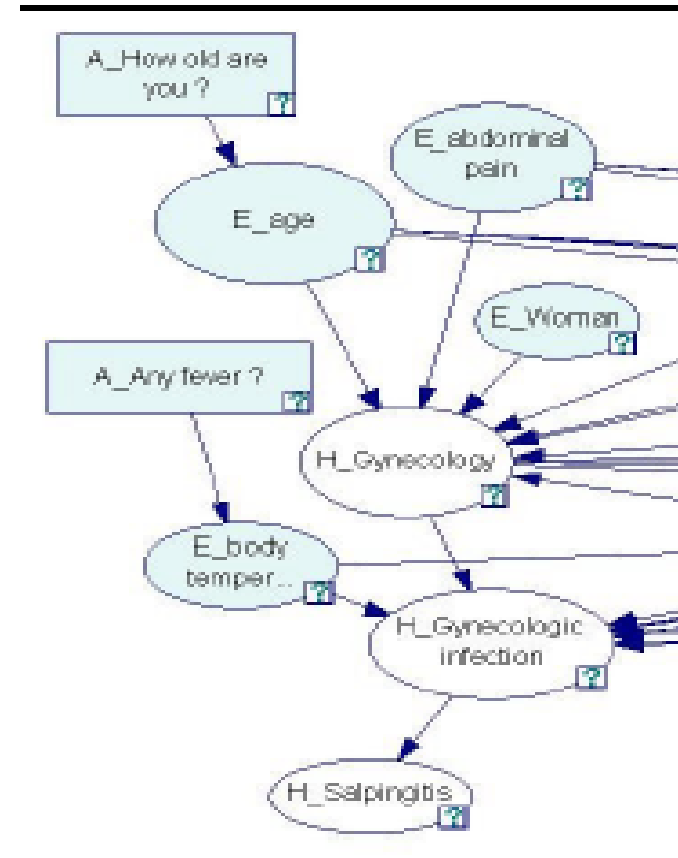 A_How old are
you ?
?
E_abdominal
pain
?
E_age
?
E_Woman
?
A_Any fever ?
?
H_Gynecology
?
E_body
temper...
?
H_Gynecologic
infection
?
H_Salpingitis
?